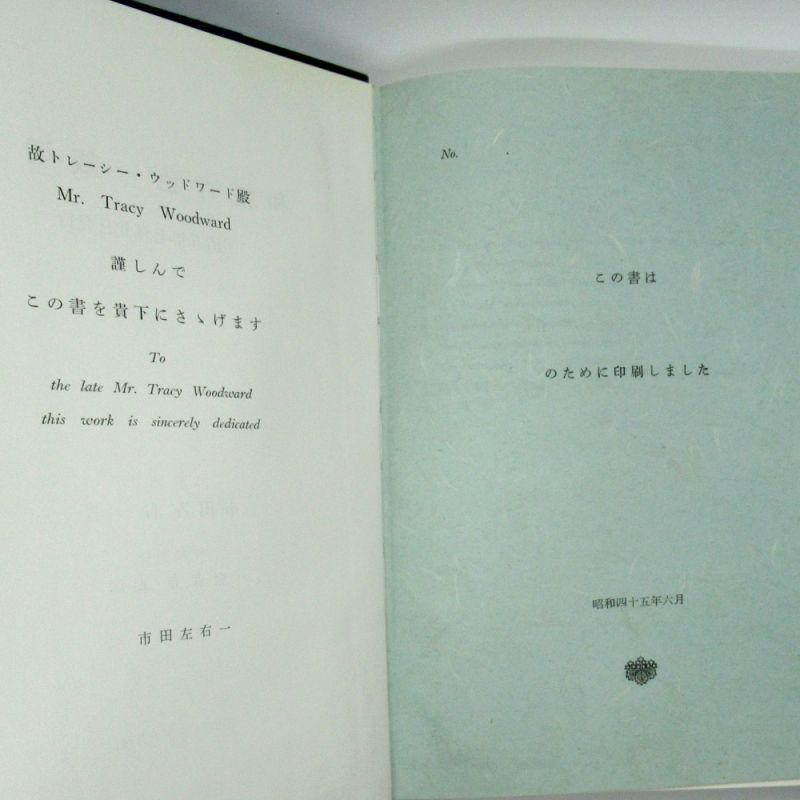 故トレーシー・ウッドワード殿
Mr. Tracy Woodward
謹しんで
この書を貴下にさゝげます
To
the late Mr. Tracy Woodward
this work is sincerely dedicated
市田左右一
No.
この書は
のために印刷しました
昭和四十五年六月